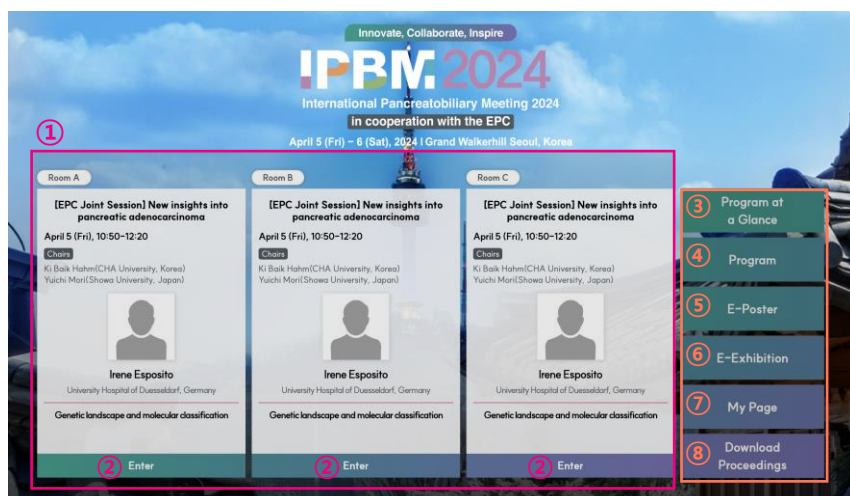 Innovate, Collaborate, Inspire
IPBM 2024
International Pancreatobiliary Meeting 2024
in cooperation with the EPC
April 5 (Fri) – 6 (Sat), 2024 I Grand Walkerhill Seoul, Korea
①
Room A
[EPC Joint Session] New insights into
pancreatic adenocarcinoma
April 5 (Fri), 10:50-12:20
Chairs
Ki Baik Hahm(CHA University, Korea)
Yuichi Mori(Showa University, Japan)
Irene Esposito
University Hospital of Duesseldorf, Germany
Genetic landscape and molecular classification
② Enter
Room B
[EPC Joint Session] New insights into
pancreatic adenocarcinoma
April 5 (Fri), 10:50-12:20
Chairs
Ki Baik Hahm(CHA University, Korea)
Yuichi Mori(Showa University, Japan)
Irene Esposito
University Hospital of Duesseldorf, Germany
Genetic landscape and molecular classification
② Enter
Room C
[EPC Joint Session] New insights into
pancreatic adenocarcinoma
April 5 (Fri), 10:50-12:20
Chairs
Ki Baik Hahm(CHA University, Korea)
Yuichi Mori(Showa University, Japan)
Irene Esposito
University Hospital of Duesseldorf, Germany
Genetic landscape and molecular classification
② Enter
③ Program at
a Glance
④ Program
⑤ E-Poster
⑥ E-Exhibition
⑦ My Page
⑧ Download
Proceedings